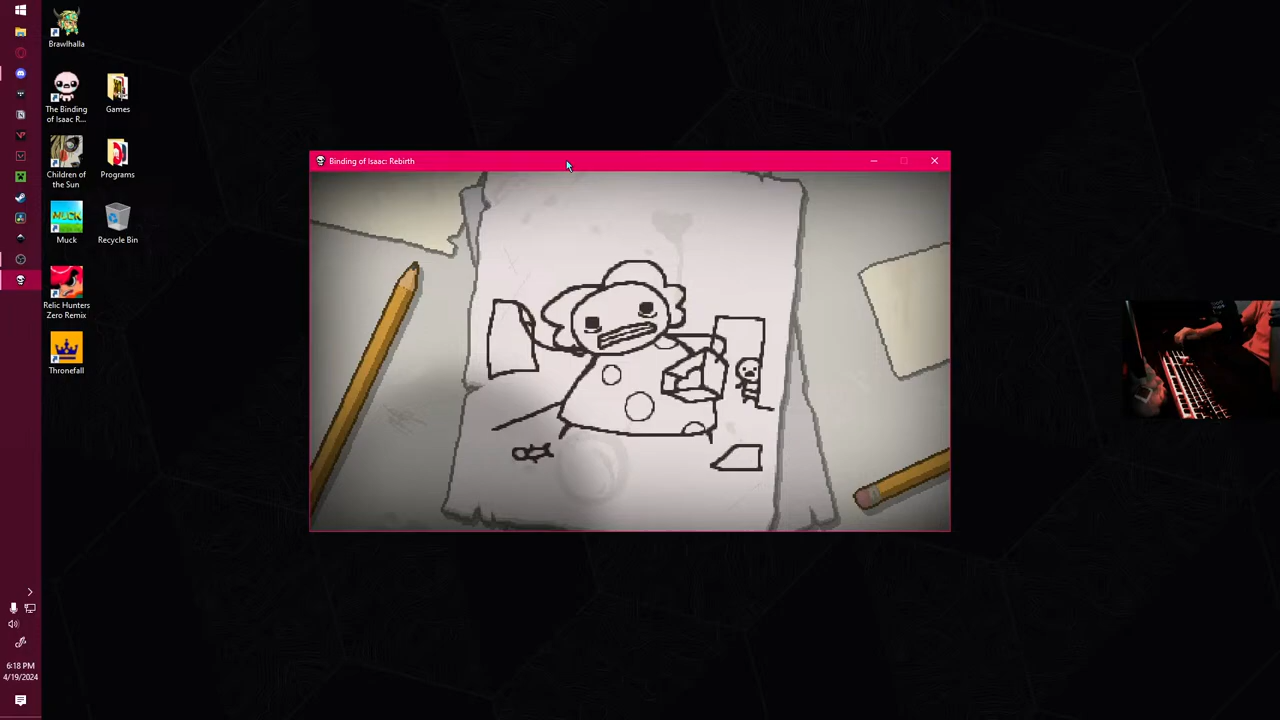 Brawlhalla
The Binding
of Isaac R...
Games
Children of
the Sun
Programs
Muck
Recycle Bin
Relic Hunters
Zero Remix
Thronefall
Binding of Isaac: Rebirth
6:18 PM
4/19/2024